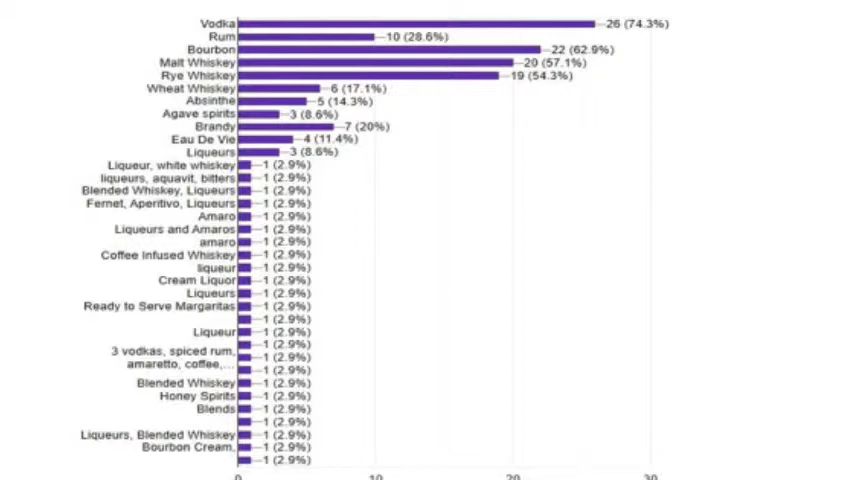 Vodka 26 (74.3%)
Rum 10 (28.6%)
Bourbon 22 (62.9%)
Malt Whiskey 20 (57.1%)
Rye Whiskey 19 (54.3%)
Wheat Whiskey 6 (17.1%)
Absinthe 5 (14.3%)
Agave spirits 3 (8.6%)
Brandy 7 (20%)
Eau De Vie 4 (11.4%)
Liqueurs 3 (8.6%)
Liqueur, white whiskey 1 (2.9%)
liqueurs, aquavit, bitters 1 (2.9%)
Blended Whiskey, Liqueurs 1 (2.9%)
Fernet, Aperitivo, Liqueurs 1 (2.9%)
Amaro 1 (2.9%)
Liqueurs and Amaros 1 (2.9%)
amaro 1 (2.9%)
Coffee Infused Whiskey 1 (2.9%)
liqueur 1 (2.9%)
Cream Liquor 1 (2.9%)
Liqueurs 1 (2.9%)
Ready to Serve Margaritas 1 (2.9%)
1 (2.9%)
Liqueur 1 (2.9%)
1 (2.9%)
3 vodkas, spiced rum, 1 (2.9%)
amaretto, coffee,... 1 (2.9%)
Blended Whiskey 1 (2.9%)
Honey Spirits 1 (2.9%)
Blends 1 (2.9%)
1 (2.9%)
Liqueurs, Blended Whiskey 1 (2.9%)
Bourbon Cream, 1 (2.9%)
1 (2.9%)
0 10 20 30